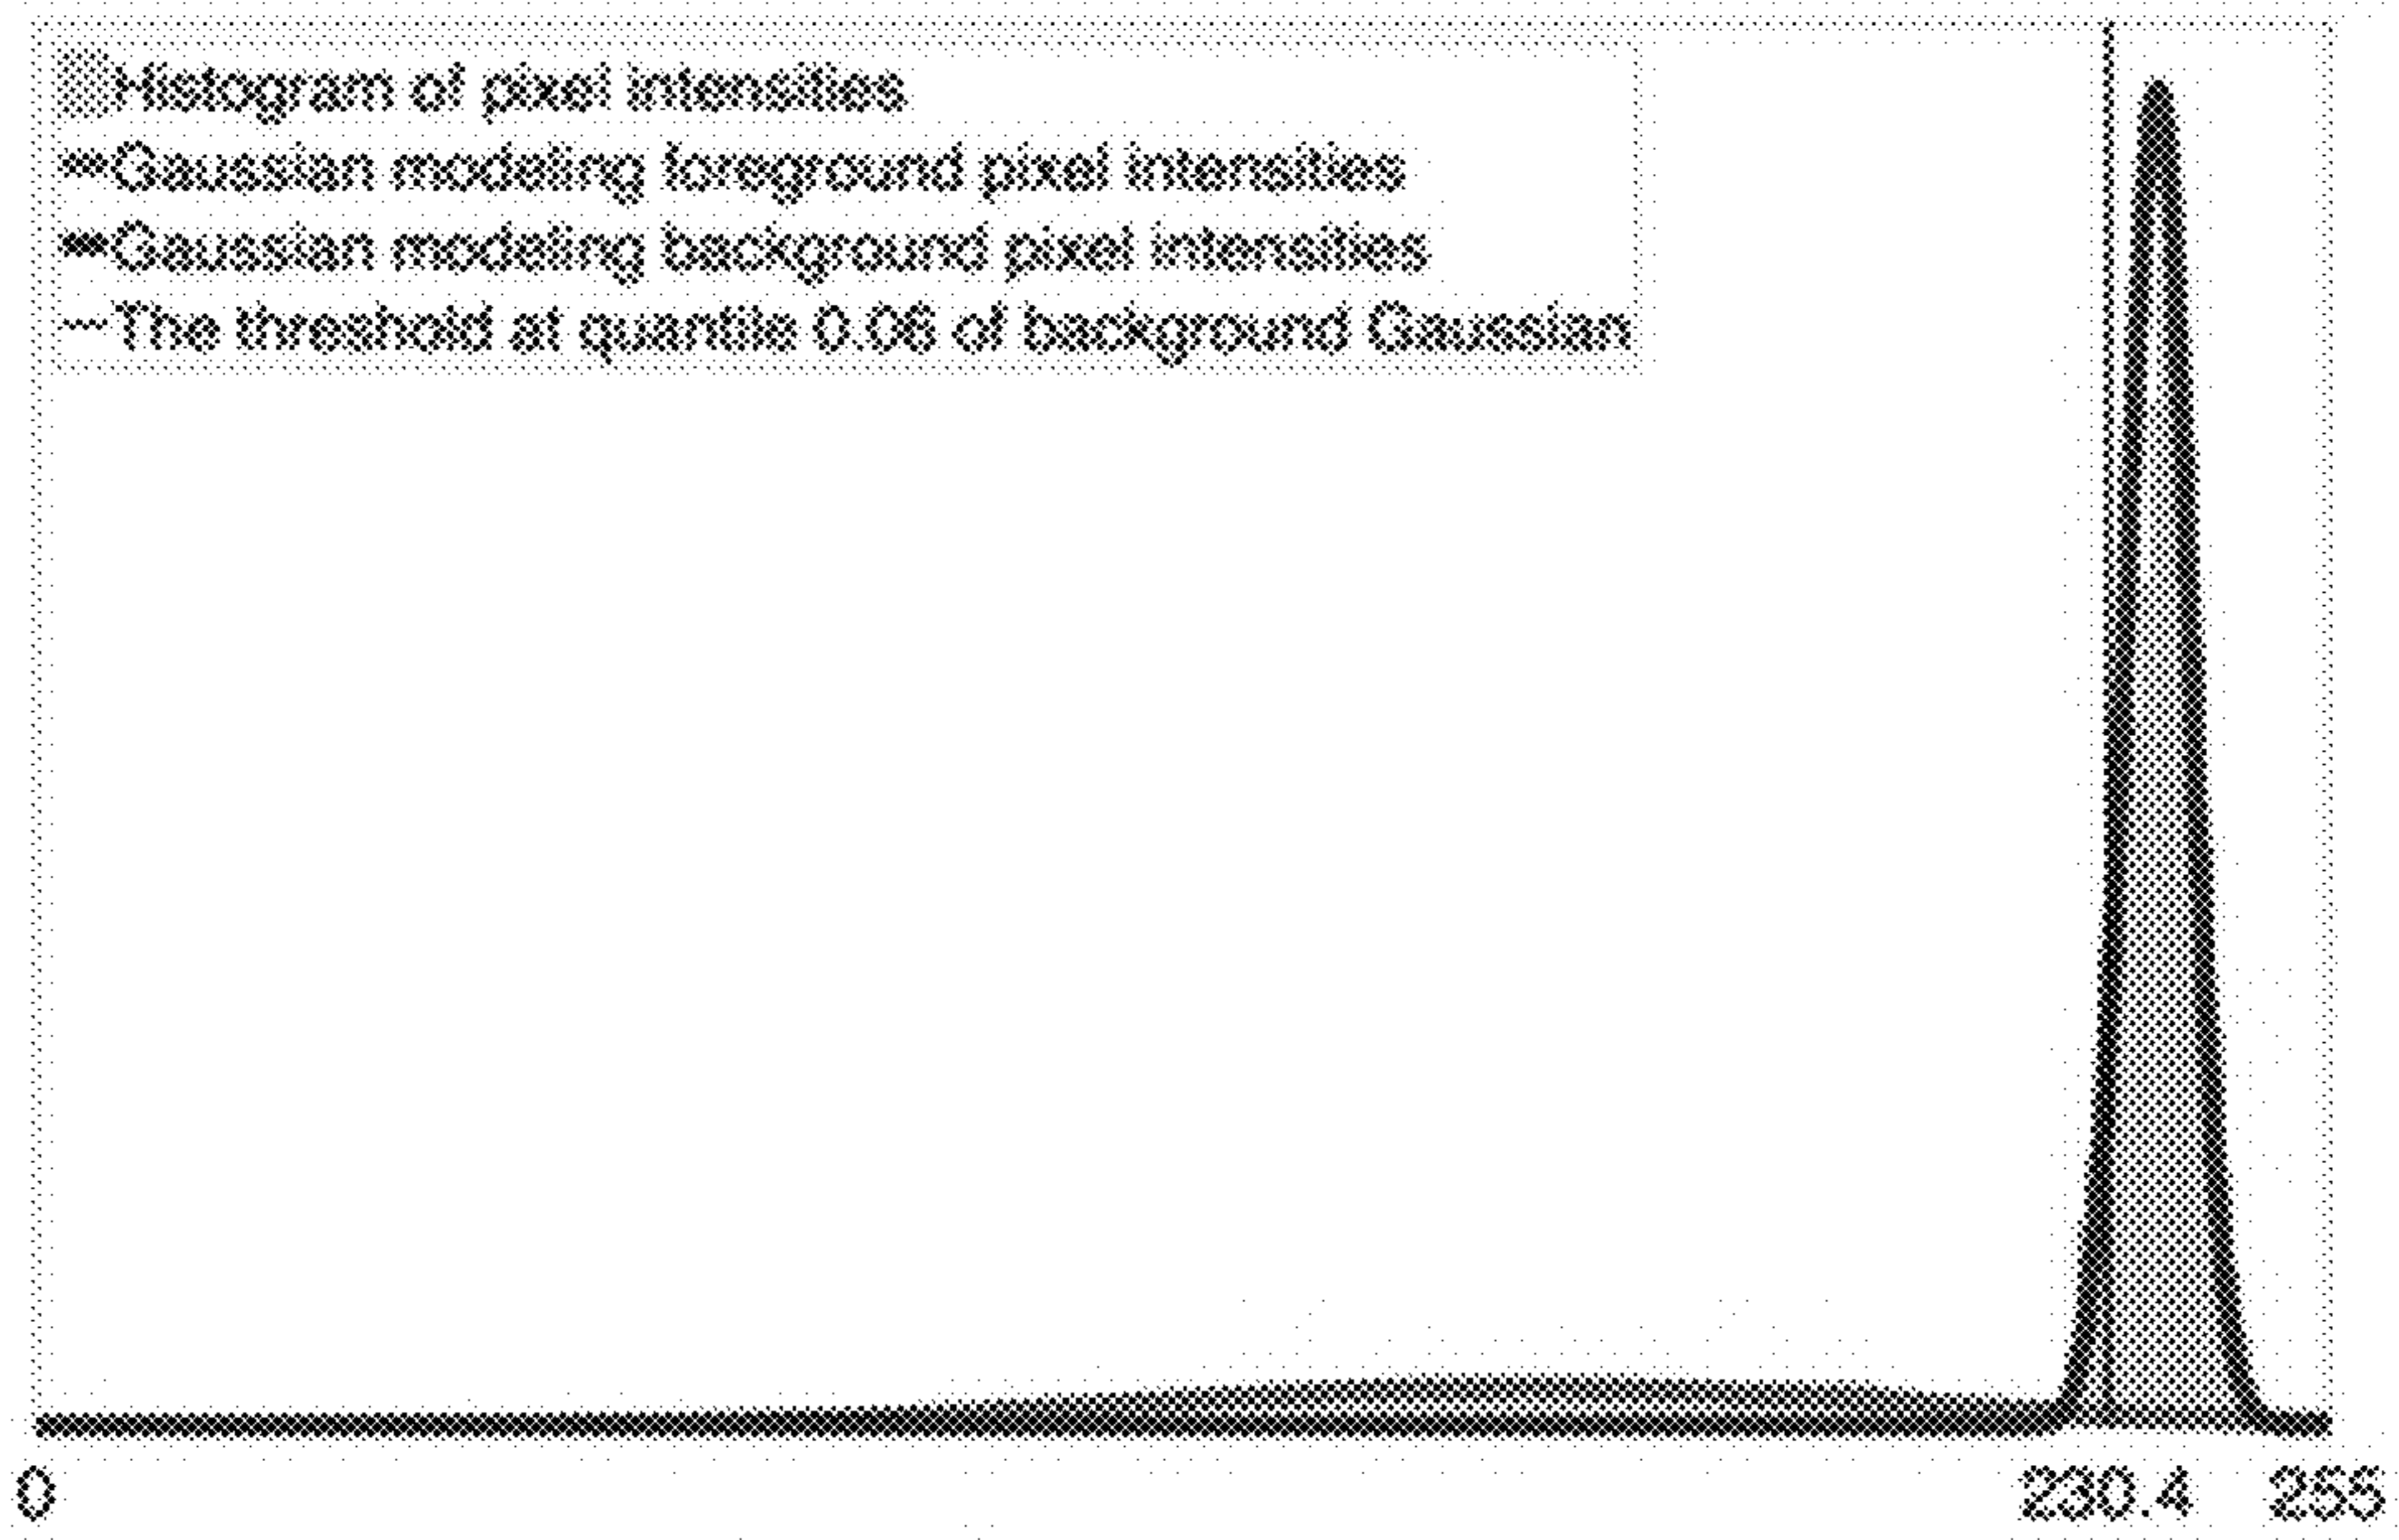 Histogram of pixel intensities
Gaussian modeling foreground pixel intensities
Gaussian modeling background pixel intensities
The threshold at quantile 0.06 of background Gaussian
0 230.4 255